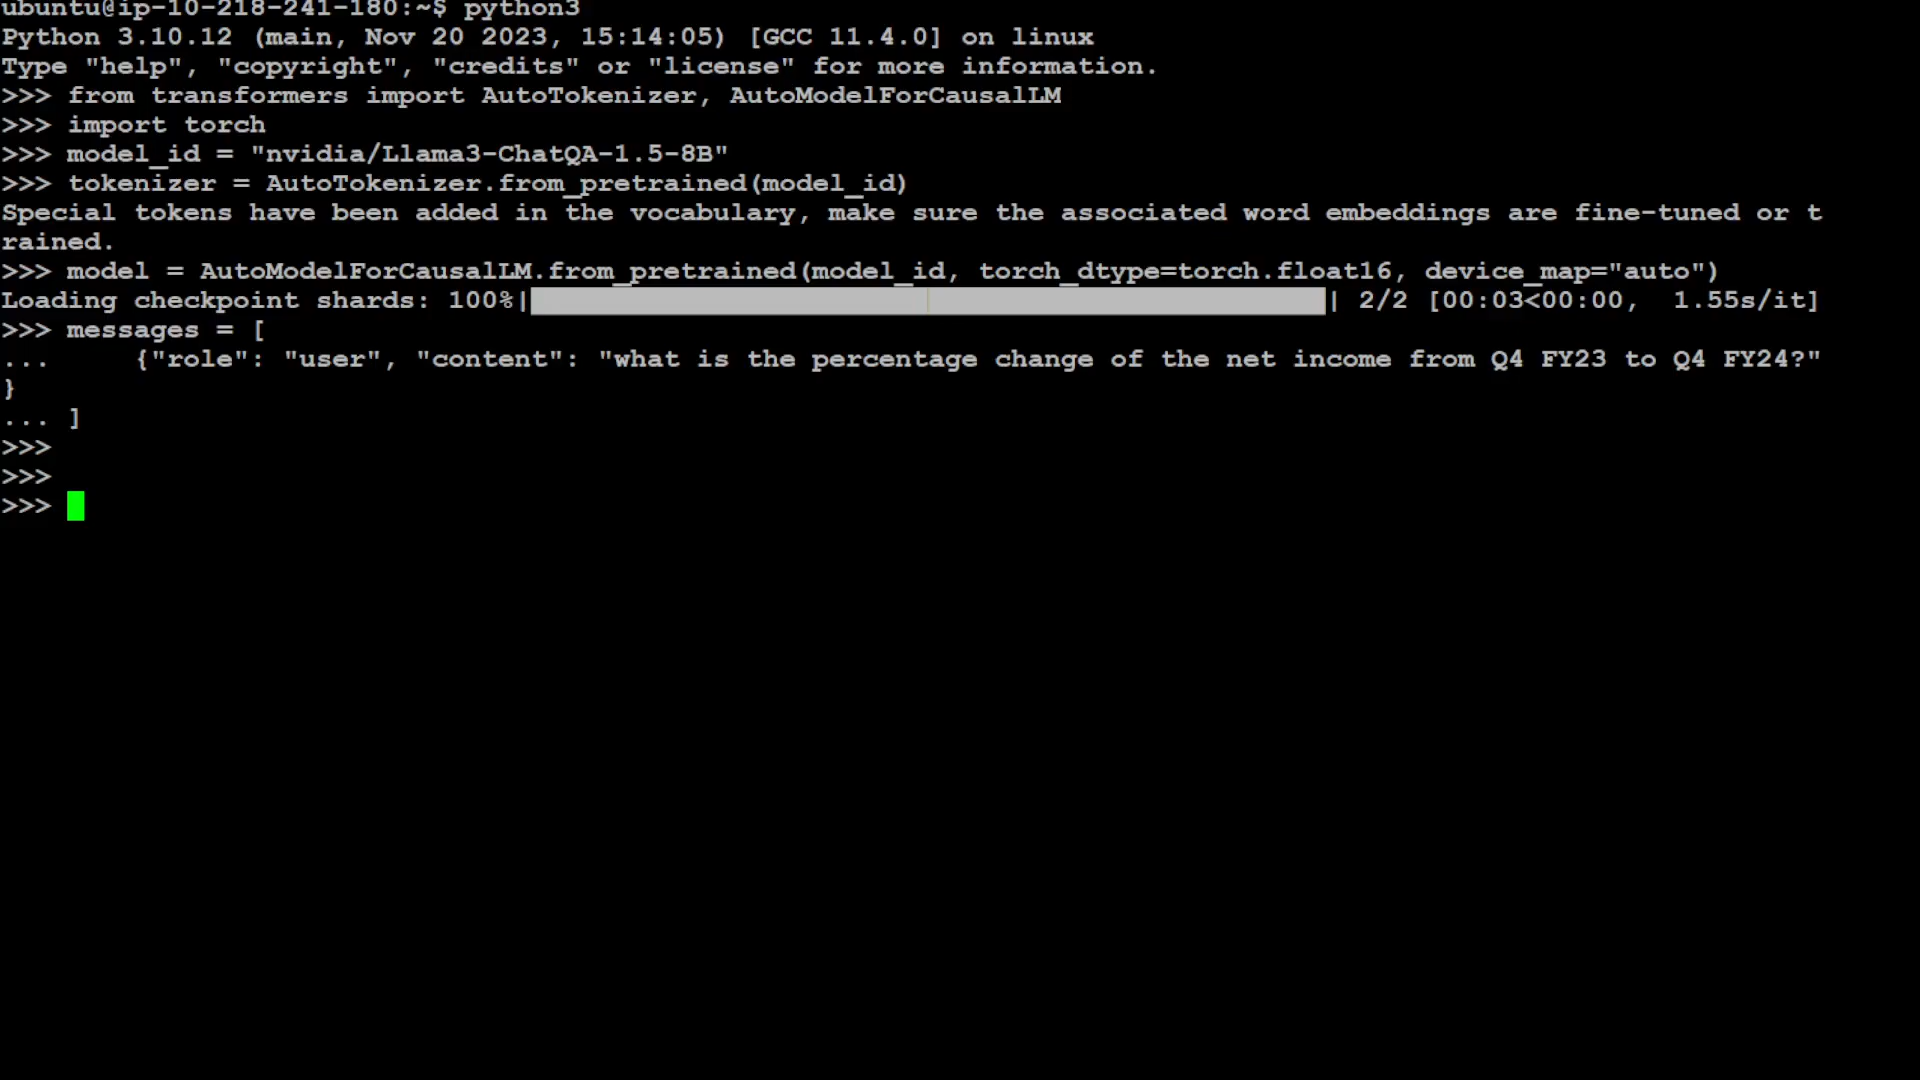 ubuntu@ip-10-218-241-180:~$ python3
Python 3.10.12 (main, Nov 20 2023, 15:14:05) [GCC 11.4.0] on linux
Type "help", "copyright", "credits" or "license" for more information.
>>> from transformers import AutoTokenizer, AutoModelForCausalLM
>>> import torch
>>> model_id = "nvidia/Llama3-ChatQA-1.5-8B"
>>> tokenizer = AutoTokenizer.from_pretrained(model_id)
Special tokens have been added in the vocabulary, make sure the associated word embeddings are fine-tuned or t
rained.
>>> model = AutoModelForCausalLM.from_pretrained(model_id, torch_dtype=torch.float16, device_map="auto")
Loading checkpoint shards: 100%|██████████| 2/2 [00:03<00:00,  1.55s/it]
>>> messages = [
...     {"role": "user", "content": "what is the percentage change of the net income from Q4 FY23 to Q4 FY24?"
}
... ]
>>>
>>>
>>>